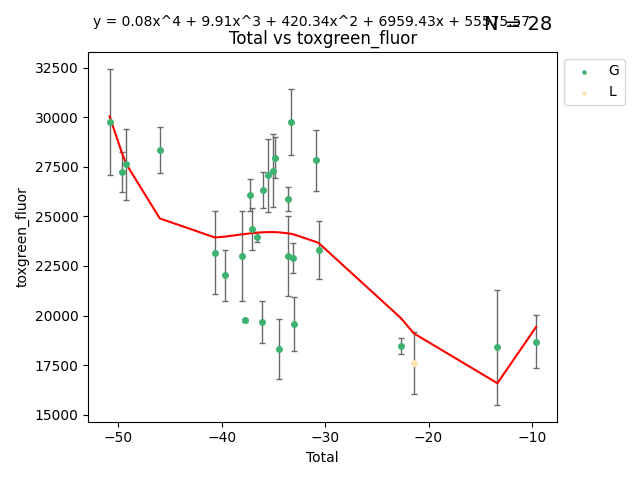 y = 0.08x^4 + 9.91x^3 + 420.34x^2 + 6959.43x +
N = 28
Total vs toxgreen_fluor
G
L
32500
30000
27500
25000
22500
20000
17500
15000
toxgreen_fluor
−50
−40
−30
−20
−10
Total